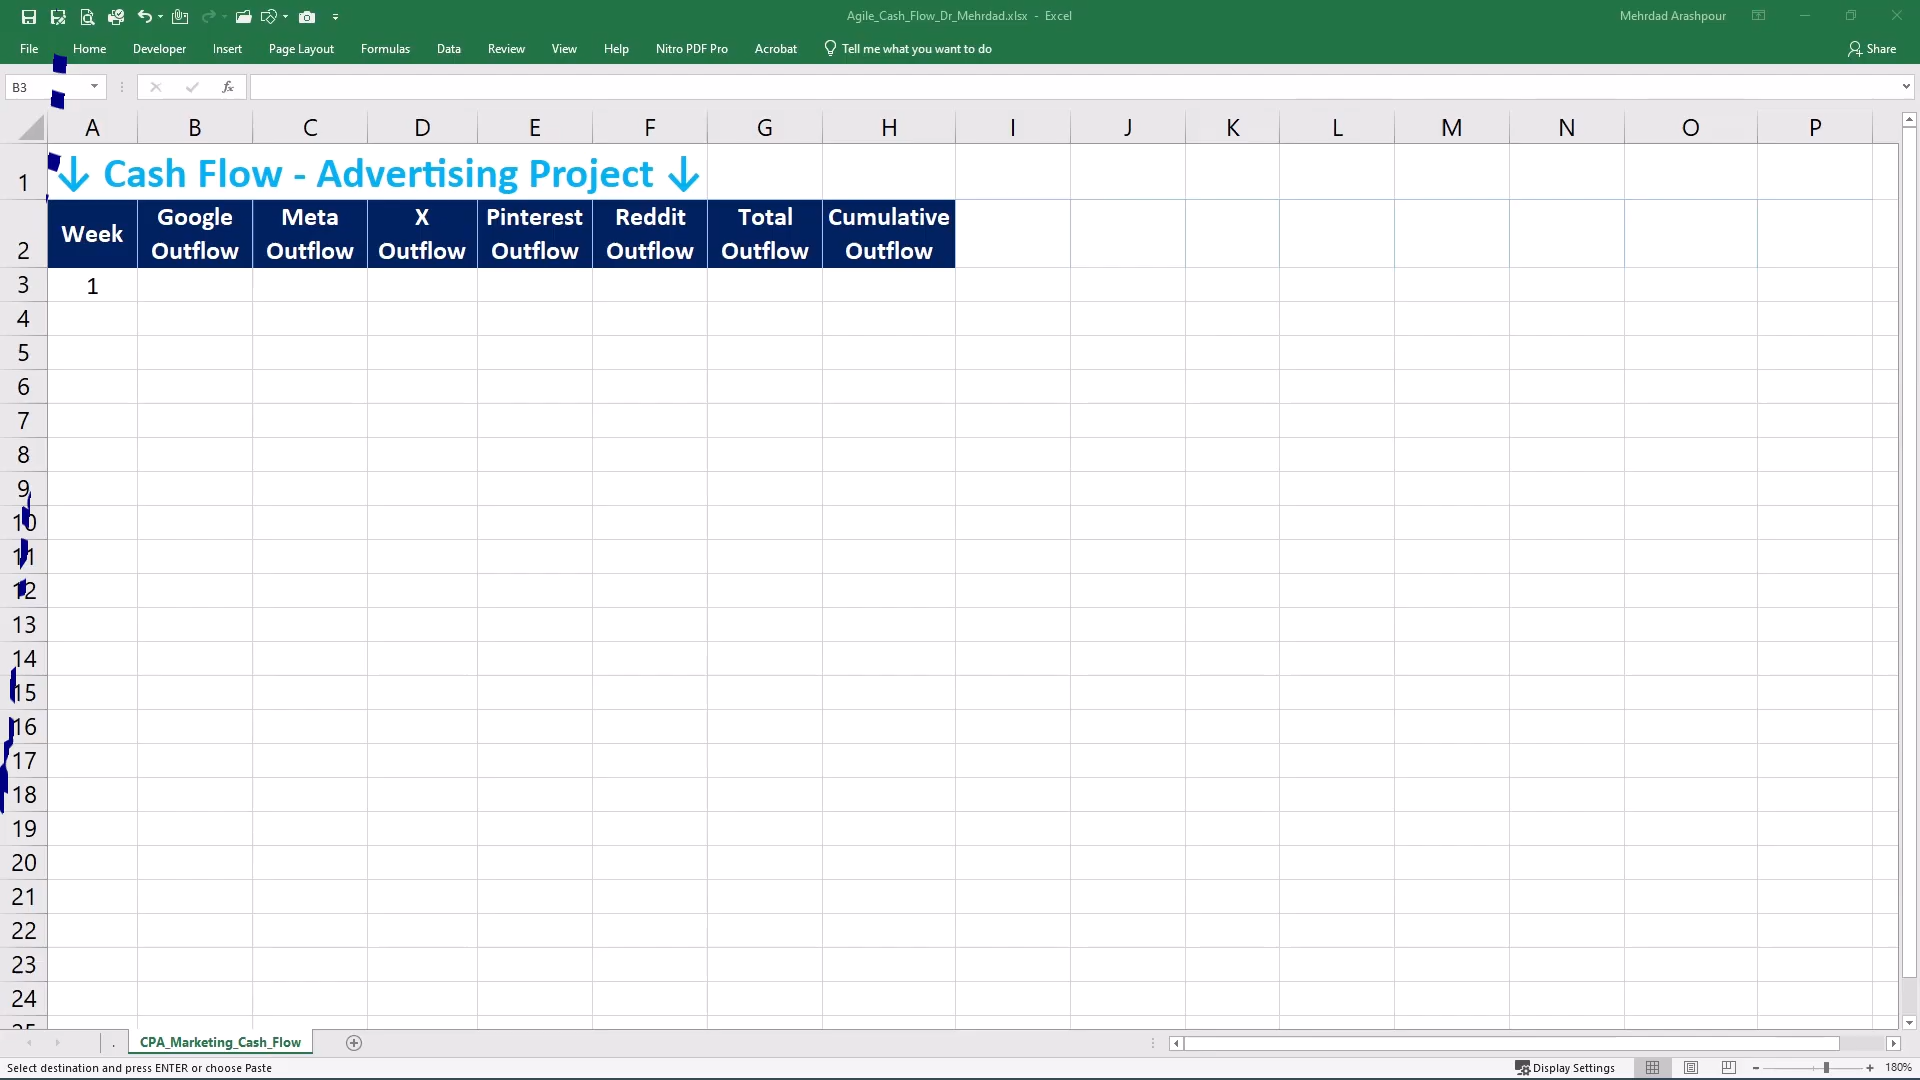 Agile_Cash_Flow_Dr_Mehrdad.xlsx - Excel
Mehrdad Arashpour
File Home Developer Insert Page Layout Formulas Data Review View Help Nitro PDF Pro Acrobat Tell me what you want to do Share
B3
A B C D E F G H I J K L M N O P
1 ↓ Cash Flow - Advertising Project ↓
2 Week Google Outflow Meta Outflow X Outflow Pinterest Outflow Reddit Outflow Total Outflow Cumulative Outflow
3 1
4
5
6
7
8
9
10
11
12
13
14
15
16
17
18
19
20
21
22
23
24
25
. CPA_Marketing_Cash_Flow
Select destination and press ENTER or choose Paste Display Settings 180%